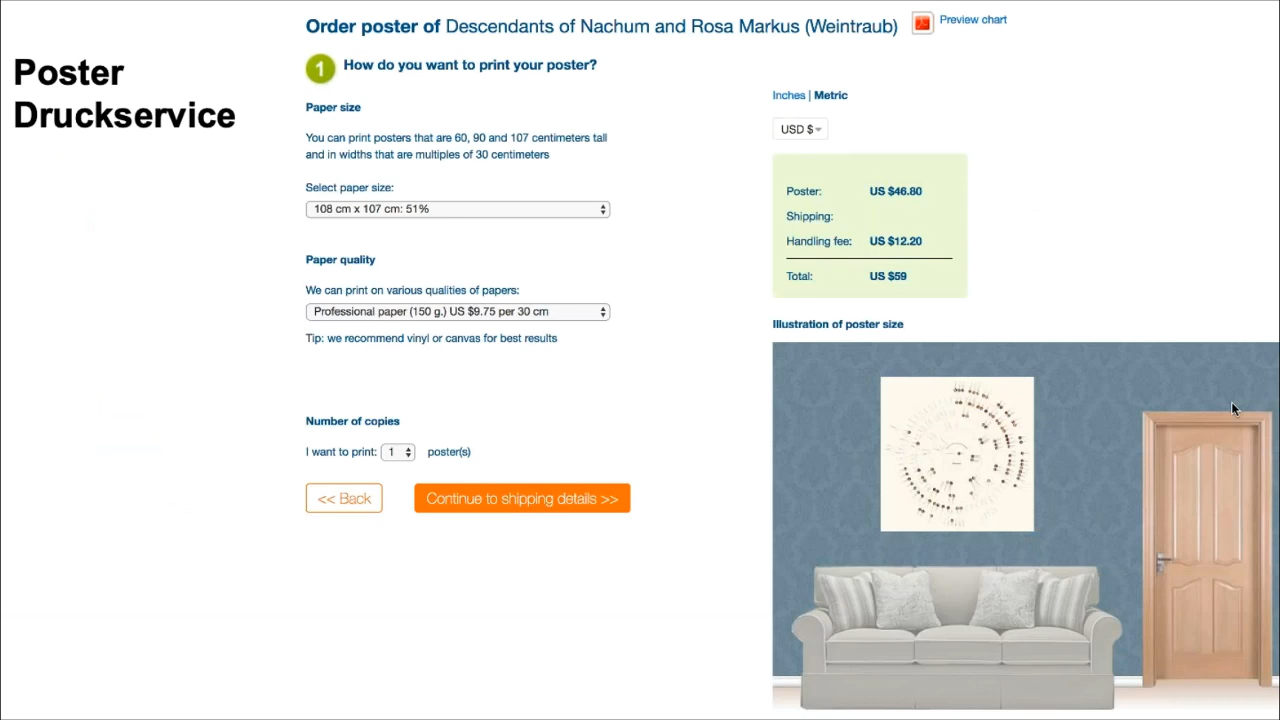 Poster
Druckservice
Order poster of Descendants of Nachum and Rosa Markus (Weintraub)
Preview chart
1 How do you want to print your poster?
Paper size
You can print posters that are 60, 90 and 107 centimeters tall
and in widths that are multiples of 30 centimeters
Select paper size:
108 cm x 107 cm: 51%
Paper quality
We can print on various qualities of papers:
Professional paper (150 g.) US $9.75 per 30 cm
Tip: we recommend vinyl or canvas for best results
Number of copies
I want to print: 1 poster(s)
<< Back
Continue to shipping details >>
Inches | Metric
USD $
Poster: US $46.80
Shipping:
Handling fee: US $12.20
Total: US $59
Illustration of poster size